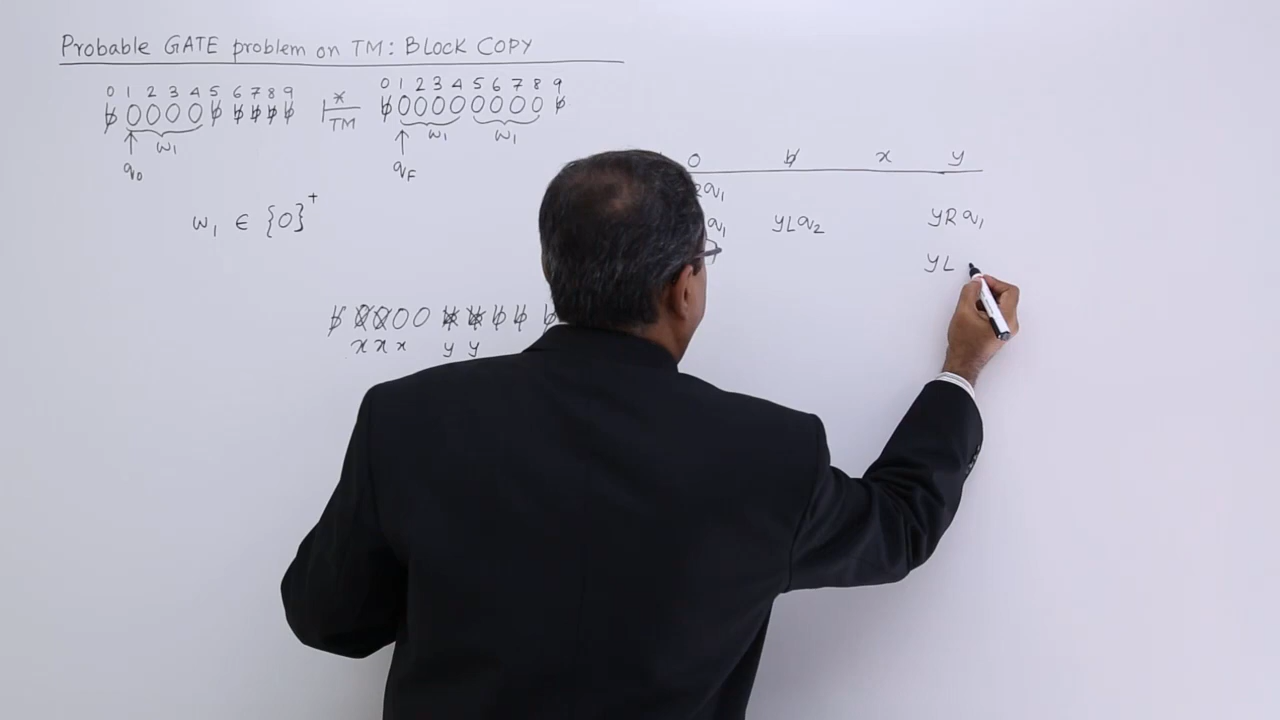 Probable GATE problem on TM: BLOCK COPY
0 1 2 3 4 5 6 7 8 9
ƀ 0 0 0 0 ƀ ƀ ƀ ƀ ƀ
w₁
q₀
*
TM
0 1 2 3 4 5 6 7 8 9
ƀ 0 0 0 0 0 0 0 0 ƀ
w₁ w₁
q_F
w₁ ∈ {0}⁺
0 ƀ x y
Rq₁
q₁ yLq₂ yRq₁
yL
ƀ 0 0 0 0 ƀ ƀ ƀ ƀ ƀ
x x x y y